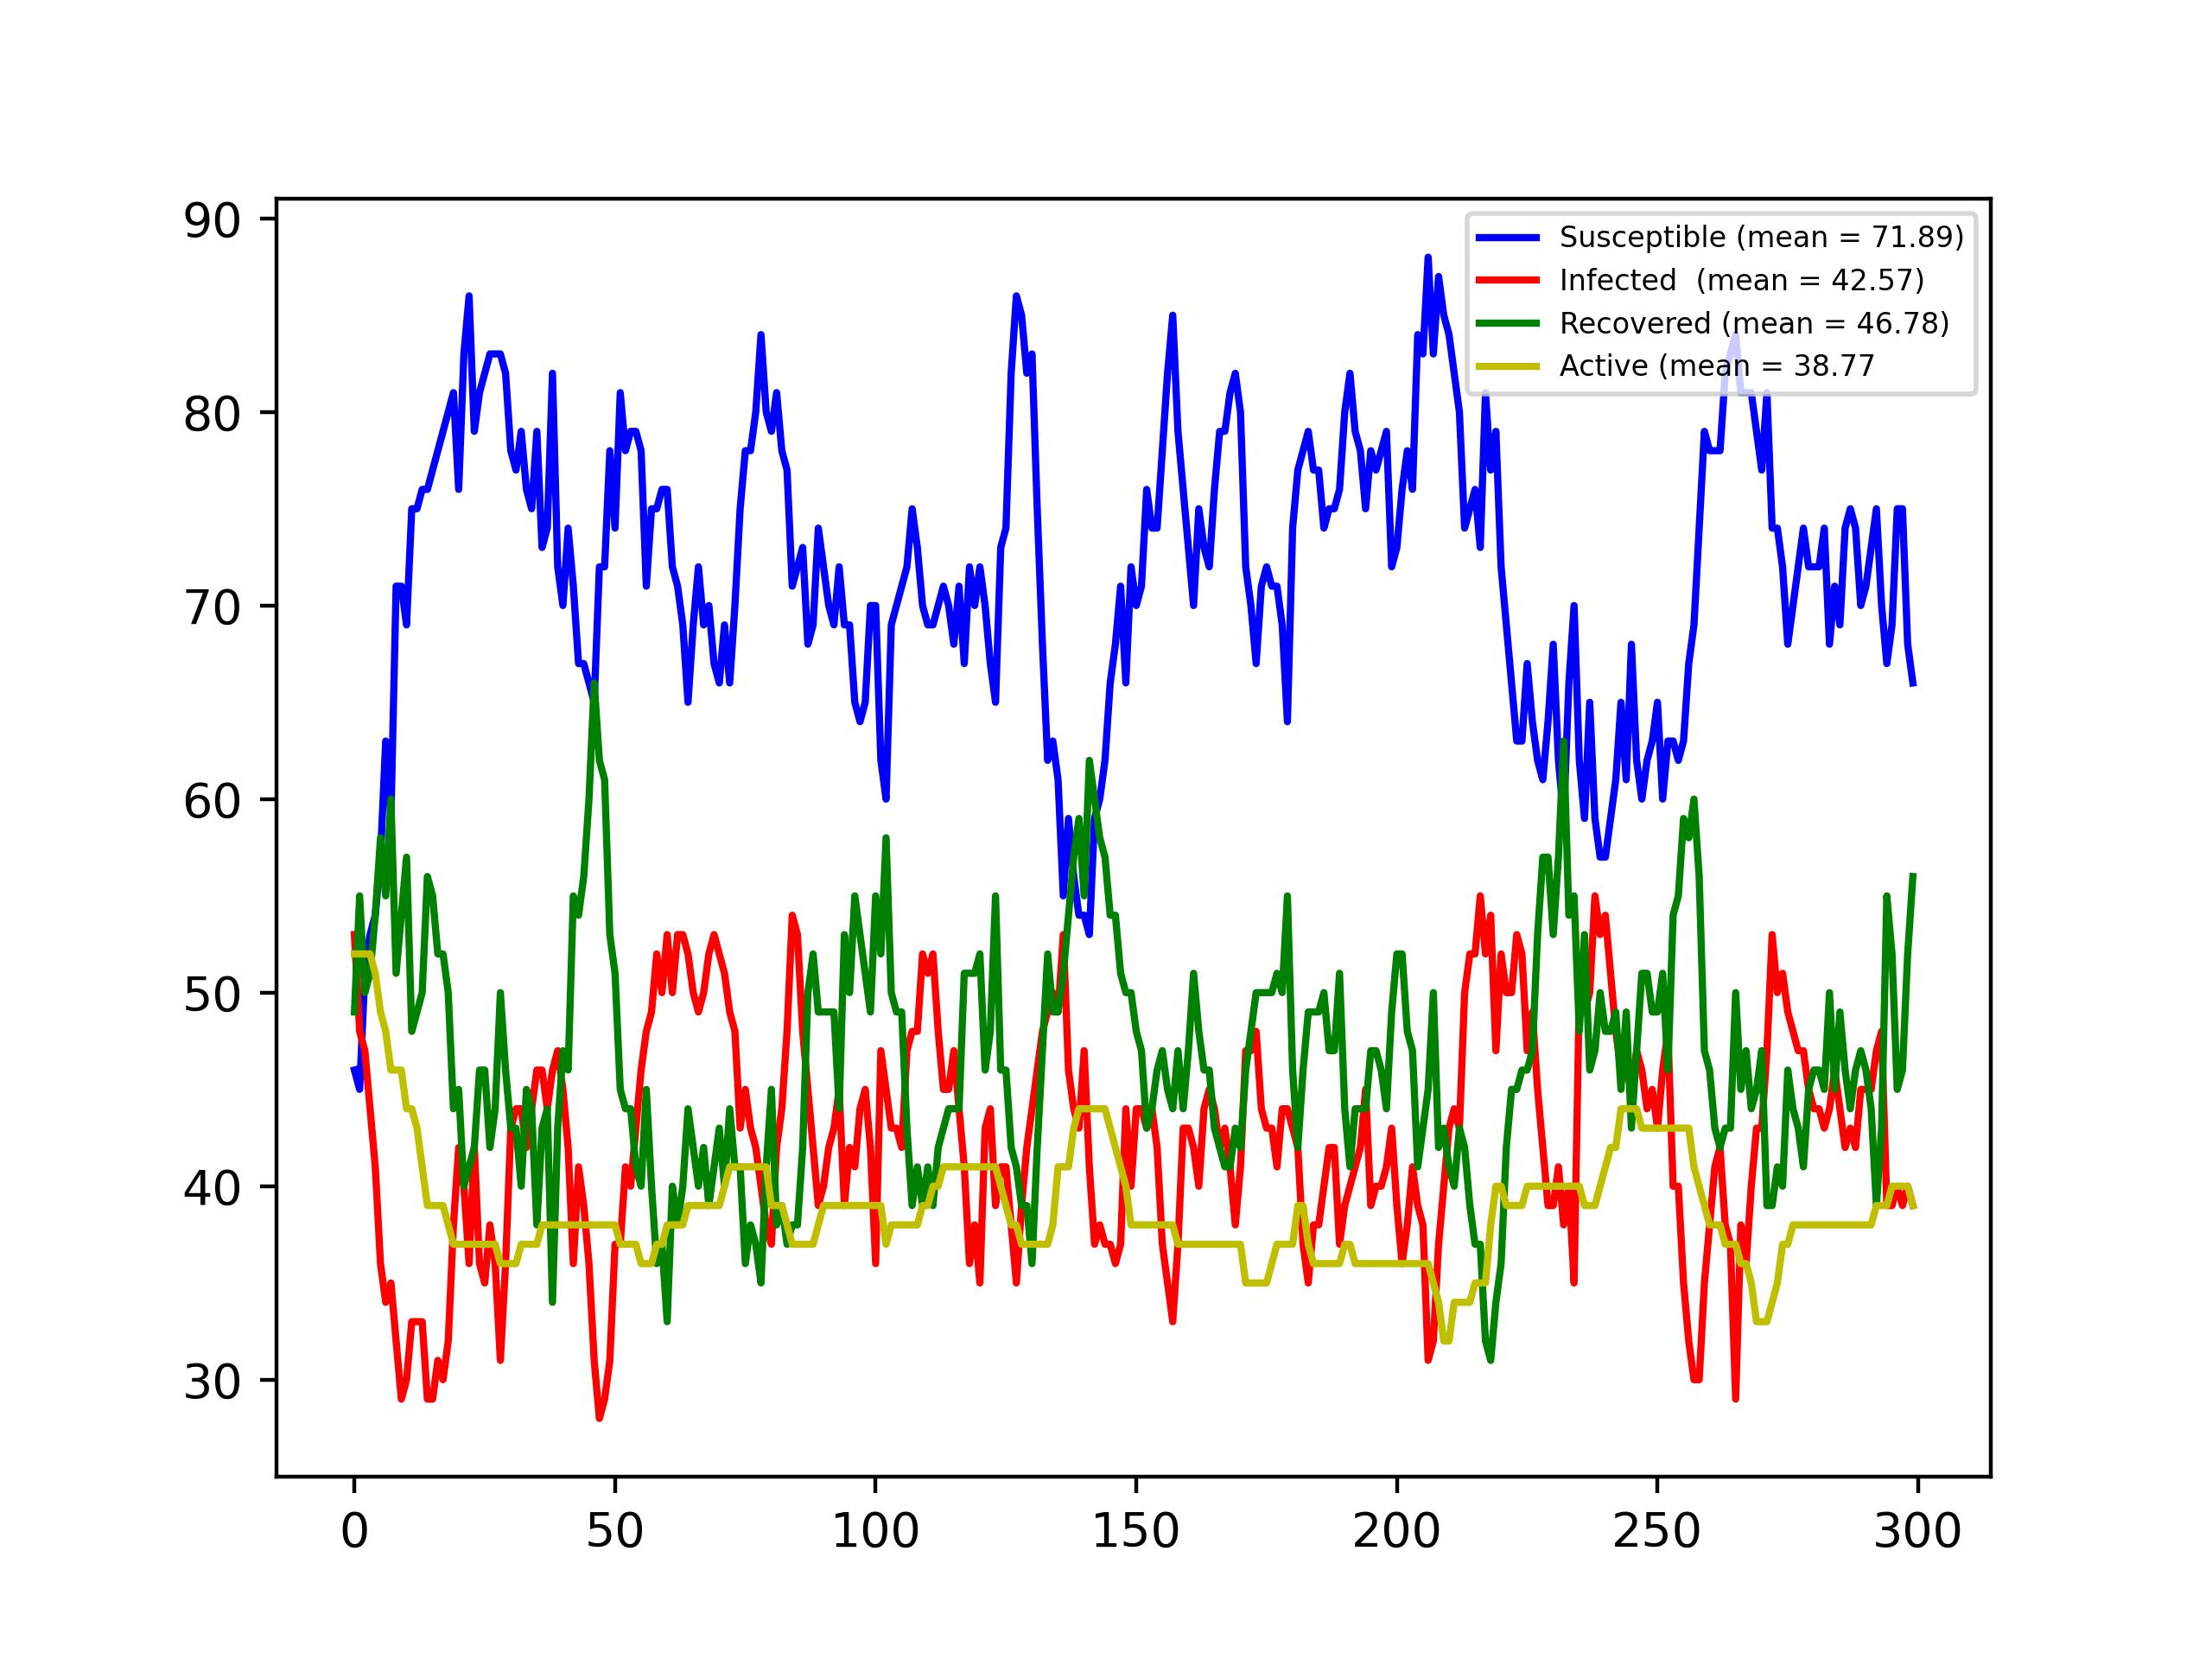 90
80
70
60
50
40
30
0 50 100 150 200 250 300
Susceptible (mean = 71.89)
Infected  (mean = 42.57)
Recovered (mean = 46.78)
Active (mean = 38.77